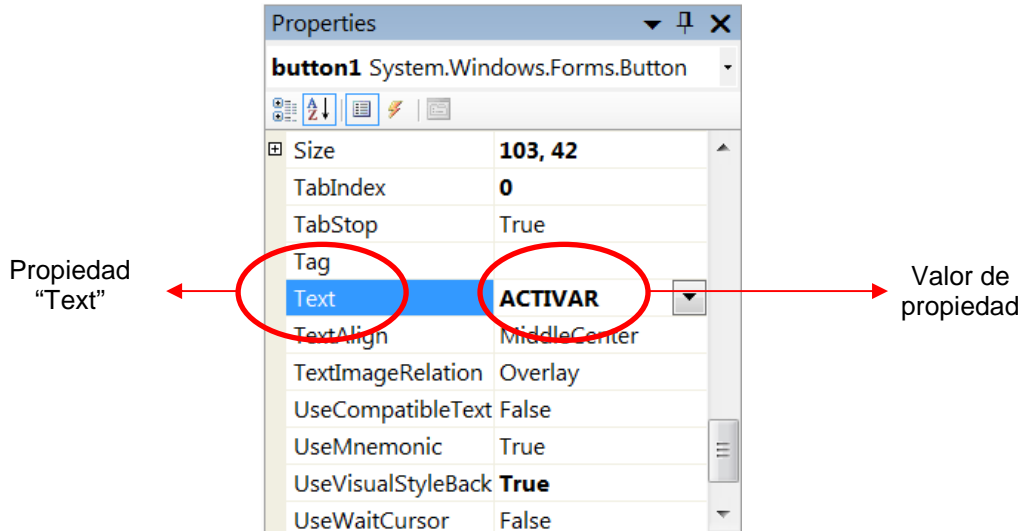 Properties
button1 System.Windows.Forms.Button
Size 103, 42
TabIndex 0
TabStop True
Tag
Text ACTIVAR
TextAlign MiddleCenter
TextImageRelation Overlay
UseCompatibleText False
UseMnemonic True
UseVisualStyleBack True
UseWaitCursor False
Propiedad
“Text”
Valor de
propiedad